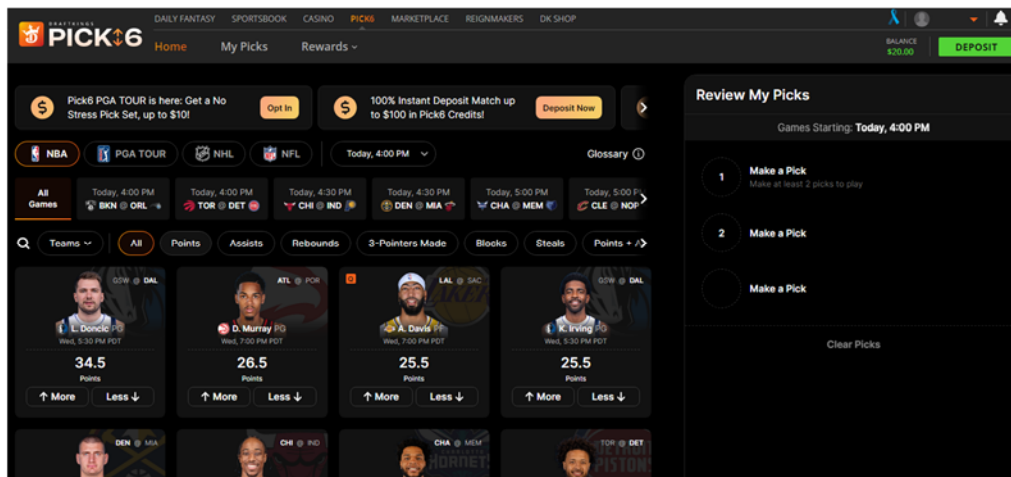 DAILY FANTASY SPORTSBOOK CASINO PICK6 MARKETPLACE REIGNMAKERS DK SHOP
DRAFTKINGS
PICK6
Home My Picks Rewards
BALANCE
$20.00
DEPOSIT
Pick6 PGA TOUR is here: Get a No
Stress Pick Set, up to $10!
Opt In
100% Instant Deposit Match up
to $100 in Pick6 Credits!
Deposit Now
NBA PGA TOUR NHL NFL Today, 4:00 PM Glossary
All
Games
Today, 4:00 PM
BKN @ ORL
Today, 4:00 PM
TOR @ DET
Today, 4:30 PM
CHI @ IND
Today, 4:30 PM
DEN @ MIA
Today, 5:00 PM
CHA @ MEM
Today, 5:00 P
CLE @ NOP
Teams All Points Assists Rebounds 3-Pointers Made Blocks Steals Points +
GSW @ DAL
L. Doncic PG
Wed, 5:30 PM PDT
34.5
Points
More Less
ATL @ POR
D. Murray PG
Wed, 7:00 PM PDT
26.5
Points
More Less
LAL @ SAC
A. Davis PF
Wed, 7:00 PM PDT
25.5
Points
More Less
GSW @ DAL
K. Irving PG
Wed, 5:30 PM PDT
25.5
Points
More Less
DEN @ MIA
CHI @ IND
CHA @ MEM
HORNETS
TOR @ DET
DETROIT
PISTONS
Review My Picks
Games Starting: Today, 4:00 PM
1
Make a Pick
Make at least 2 picks to play
2
Make a Pick
Make a Pick
Clear Picks